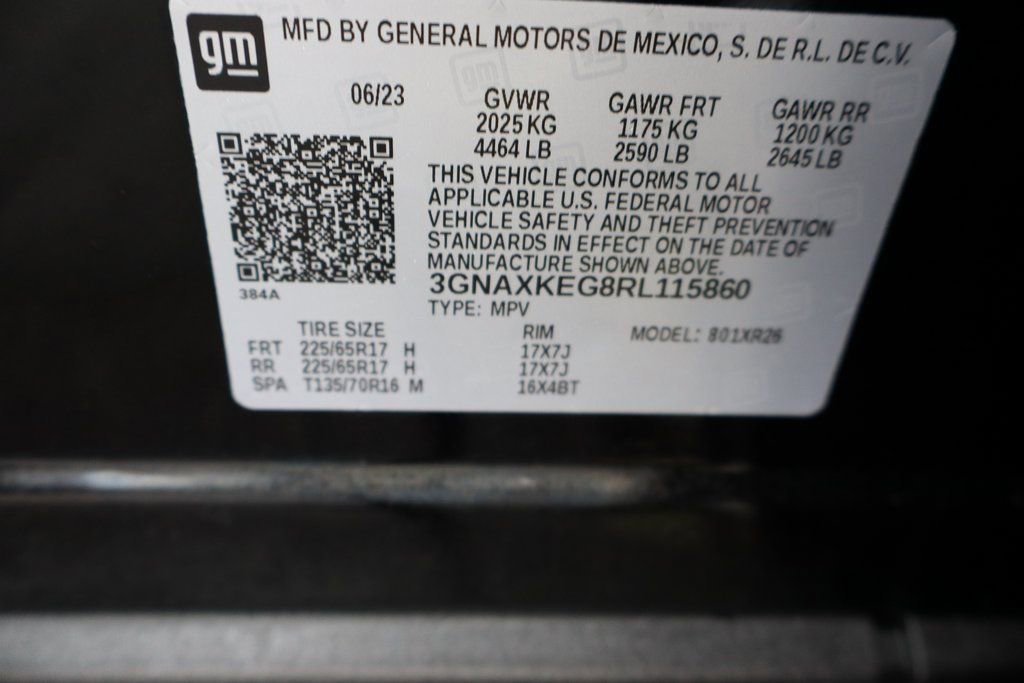 gm
MFD BY GENERAL MOTORS DE MEXICO, S. DE R.L. DE C.V.
06/23 GVWR GAWR FRT GAWR RR
2025 KG 1175 KG 1200 KG
4464 LB 2590 LB 2645 LB
THIS VEHICLE CONFORMS TO ALL
APPLICABLE U.S. FEDERAL MOTOR
VEHICLE SAFETY AND THEFT PREVENTION
STANDARDS IN EFFECT ON THE DATE OF
MANUFACTURE SHOWN ABOVE.
384A
3GNAXKEG8RL115860
TYPE: MPV
TIRE SIZE RIM MODEL: 801XR26
FRT 225/65R17 H 17X7J
RR 225/65R17 H 17X7J
SPA T135/70R16 M 16X4BT